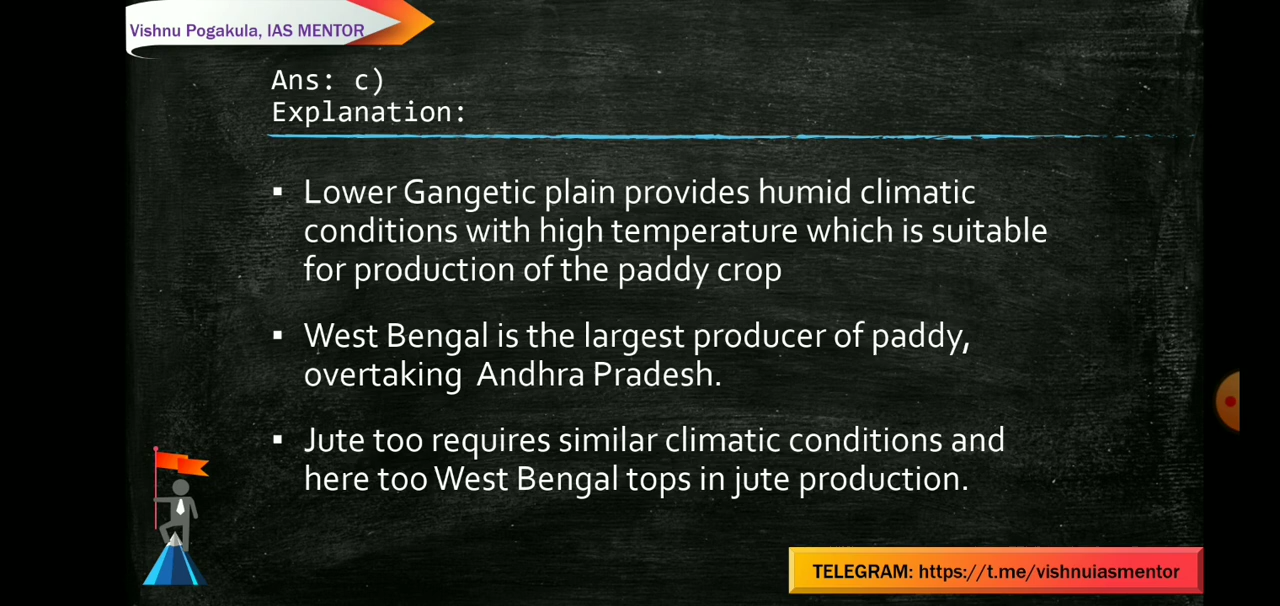 Vishnu Pogakula, IAS MENTOR
Ans: c)
Explanation:
▪ Lower Gangetic plain provides humid climatic
conditions with high temperature which is suitable
for production of the paddy crop
▪ West Bengal is the largest producer of paddy,
overtaking  Andhra Pradesh.
▪ Jute too requires similar climatic conditions and
here too West Bengal tops in jute production.
TELEGRAM: https://t.me/vishnuiasmentor